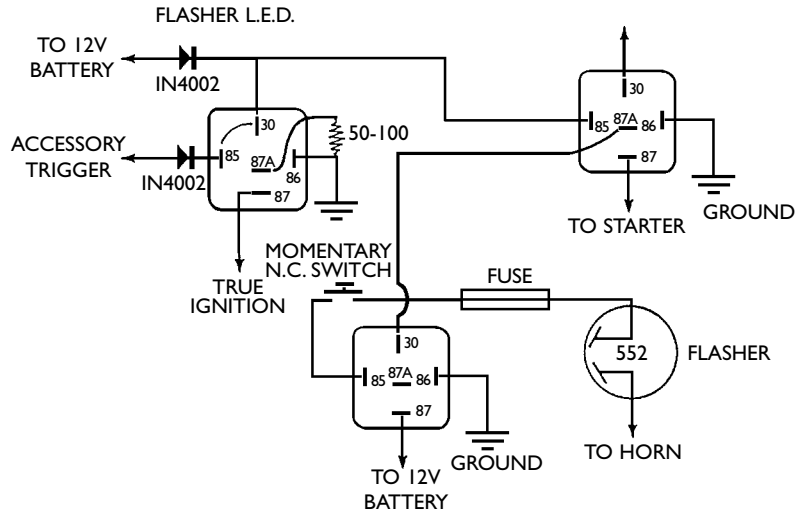 FLASHER L.E.D.
TO 12V
BATTERY
IN4002
30
85
87A
86
87
50-100
ACCESSORY
TRIGGER
IN4002
TRUE
IGNITION
30
85
87A
86
87
TO STARTER
GROUND
MOMENTARY
N.C. SWITCH
FUSE
552
FLASHER
TO HORN
30
85
87A
86
87
GROUND
TO 12V
BATTERY